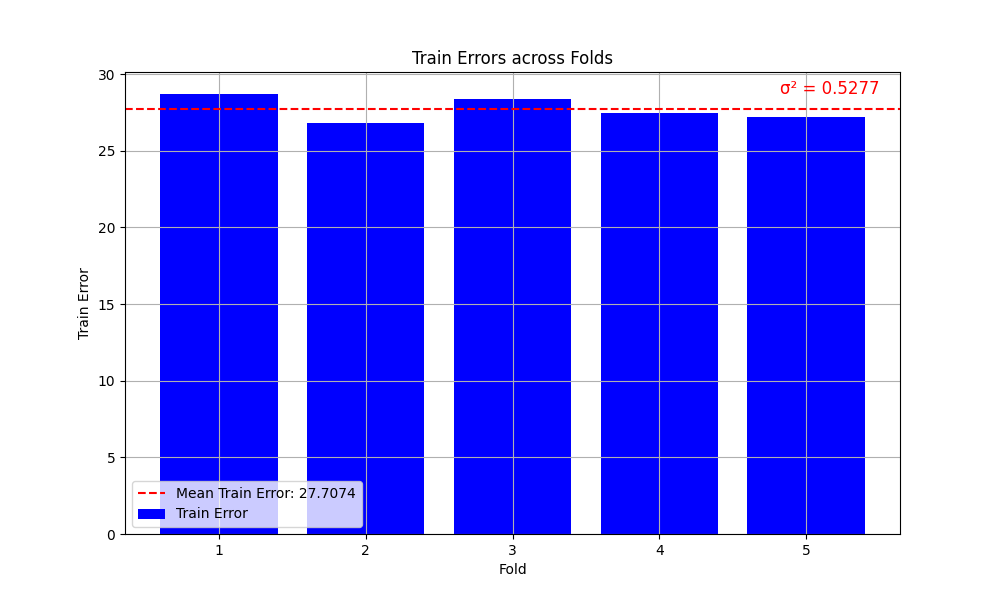 Train Errors across Folds
σ² = 0.5277
30
25
20
15
10
5
0
Train Error
Mean Train Error: 27.7074
Train Error
1 2 3 4 5
Fold